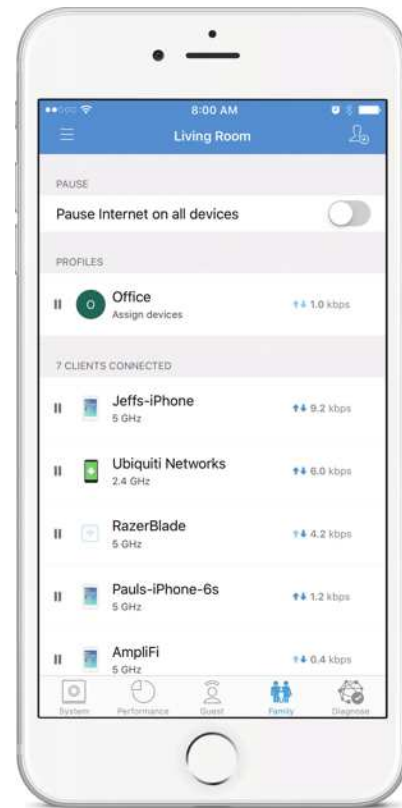 8:00 AM
Living Room
PAUSE
Pause Internet on all devices
PROFILES
O
Office
Assign devices
1.0 kbps
7 CLIENTS CONNECTED
Jeffs-iPhone
5 GHz
9.2 kbps
Ubiquiti Networks
2.4 GHz
6.0 kbps
RazerBlade
5 GHz
4.2 kbps
Pauls-iPhone-6s
5 GHz
1.2 kbps
AmpliFi
5 GHz
0.4 kbps
System
Performance
Guest
Family
Diagnose